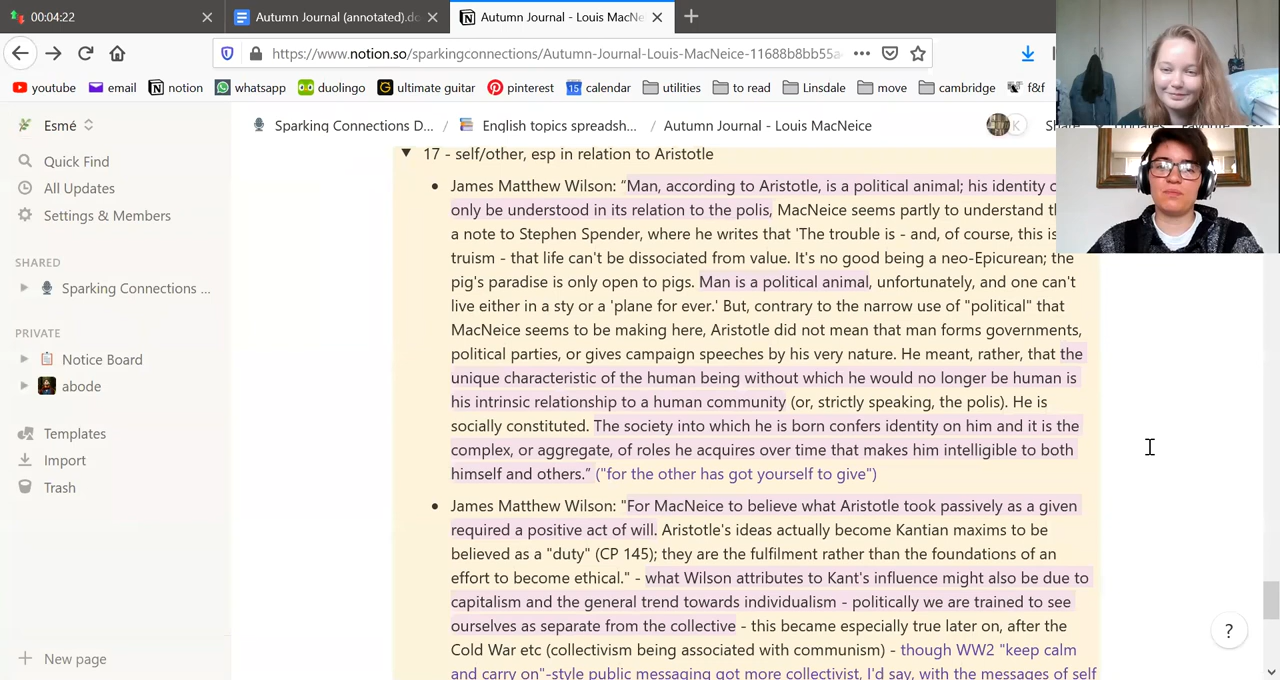 00:04:22
Autumn Journal (annotated).do
Autumn Journal - Louis MacNe
https://www.notion.so/sparkingconnections/Autumn-Journal-Louis-MacNeice-11688b8bb55a
youtube email notion whatsapp duolingo ultimate guitar pinterest calendar utilities to read Linsdale move cambridge f&f
Esmé
Quick Find
All Updates
Settings & Members
SHARED
Sparking Connections ...
PRIVATE
Notice Board
abode
Templates
Import
Trash
New page
Sparking Connections D... / English topics spreadsh... / Autumn Journal - Louis MacNeice
K
17 - self/other, esp in relation to Aristotle
James Matthew Wilson: “Man, according to Aristotle, is a political animal; his identity
only be understood in its relation to the polis, MacNeice seems partly to understand
a note to Stephen Spender, where he writes that 'The trouble is - and, of course, this is
truism - that life can't be dissociated from value. It's no good being a neo-Epicurean; the
pig's paradise is only open to pigs. Man is a political animal, unfortunately, and one can't
live either in a sty or a 'plane for ever.' But, contrary to the narrow use of "political" that
MacNeice seems to be making here, Aristotle did not mean that man forms governments,
political parties, or gives campaign speeches by his very nature. He meant, rather, that the
unique characteristic of the human being without which he would no longer be human is
his intrinsic relationship to a human community (or, strictly speaking, the polis). He is
socially constituted. The society into which he is born confers identity on him and it is the
complex, or aggregate, of roles he acquires over time that makes him intelligible to both
himself and others.” ("for the other has got yourself to give")
James Matthew Wilson: "For MacNeice to believe what Aristotle took passively as a given
required a positive act of will. Aristotle's ideas actually become Kantian maxims to be
believed as a "duty" (CP 145); they are the fulfilment rather than the foundations of an
effort to become ethical." - what Wilson attributes to Kant's influence might also be due to
capitalism and the general trend towards individualism - politically we are trained to see
ourselves as separate from the collective - this became especially true later on, after the
Cold War etc (collectivism being associated with communism) - though WW2 "keep calm
and carry on"-style public messaging got more collectivist, I'd say, with the messages of self
?